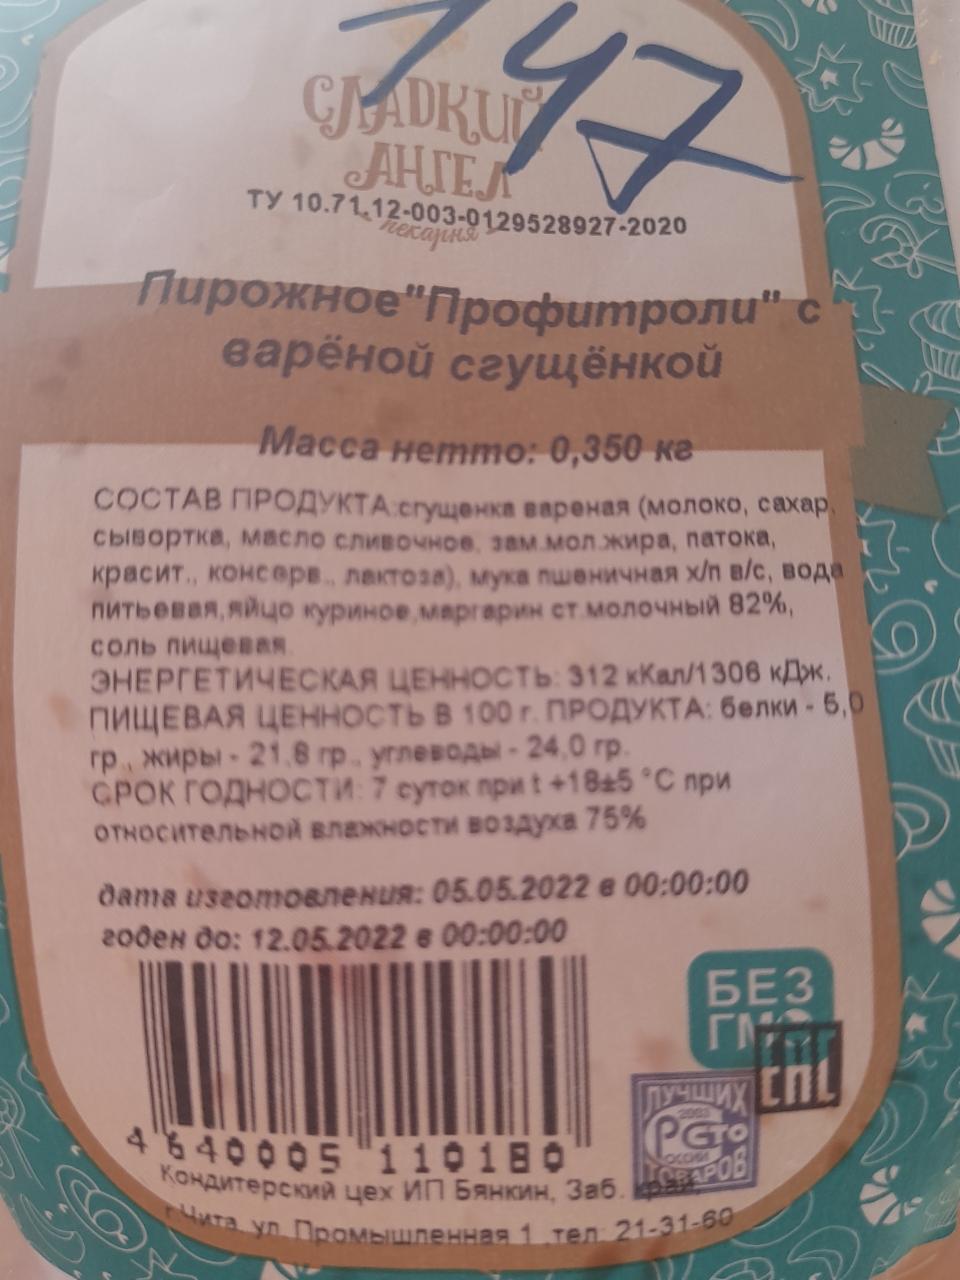 147
СЛАДКИЙ
АНГЕЛ
ТУ 10.71.12-003-0129528927-2020
пекарня
Пирожное"Профитроли" с
варёной сгущёнкой
Масса нетто: 0,350 кг
СОСТАВ ПРОДУКТА:сгущенка вареная (молоко, сахар,
сыворотка, масло сливочное, зам.мол.жира, патока,
красит., консерв., лактоза), мука пшеничная х/п в/с, вода
питьевая,яйцо куриное,маргарин ст.молочный 82%,
соль пищевая.
ЭНЕРГЕТИЧЕСКАЯ ЦЕННОСТЬ: 312 кКал/1306 кДж.
ПИЩЕВАЯ ЦЕННОСТЬ В 100 г. ПРОДУКТА: белки - 5,0
гр., жиры - 21,8 гр., углеводы - 24,0 гр.
СРОК ГОДНОСТИ: 7 суток при t +18±5 °С при
относительной влажности воздуха 75%
дата изготовления: 05.05.2022 в 00:00:00
годен до: 12.05.2022 в 00:00:00
БЕЗ
ГМО
ЕАС
ЛУЧШИХ
2003
СТО
РОССИИ
ТОВАРОВ
4 640005 110180
Кондитерский цех ИП Бянкин, Заб. край,
г.Чита, ул. Промышленная 1 ,тел: 21-31-60